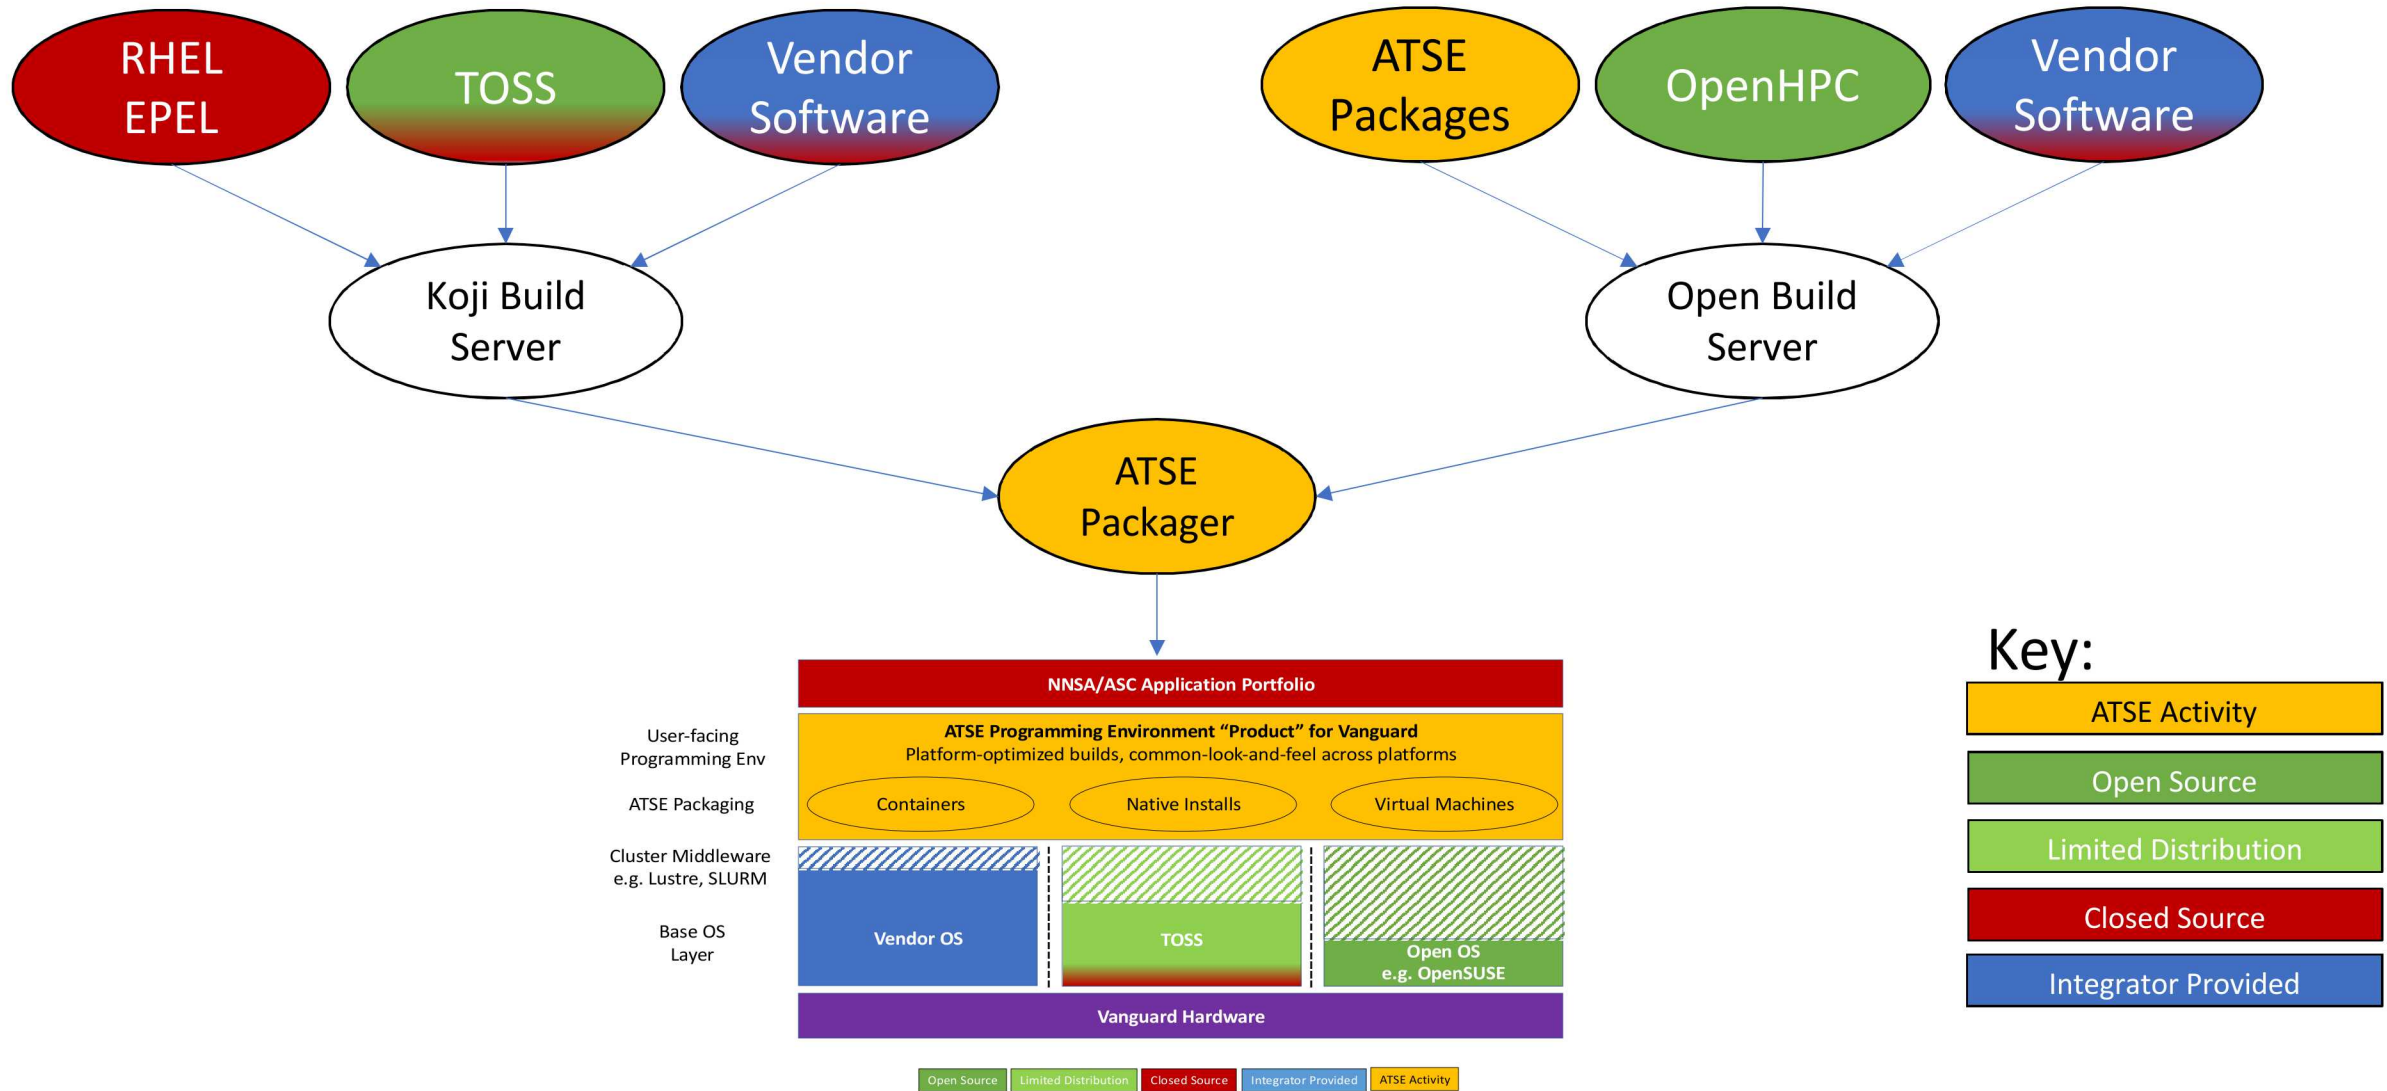 RHEL
EPEL
TOSS
Vendor
Software
ATSE
Packages
OpenHPC
Vendor
Software
Koji Build
Server
Open Build
Server
ATSE
Packager
NNSA/ASC Application Portfolio
User-facing
Programming Env
ATSE Programming Environment “Product” for Vanguard
Platform-optimized builds, common-look-and-feel across platforms
ATSE Packaging
Containers
Native Installs
Virtual Machines
Cluster Middleware
e.g. Lustre, SLURM
Base OS
Layer
Vendor OS
TOSS
Open OS
e.g. OpenSUSE
Vanguard Hardware
Open Source
Limited Distribution
Closed Source
Integrator Provided
ATSE Activity
Key:
ATSE Activity
Open Source
Limited Distribution
Closed Source
Integrator Provided